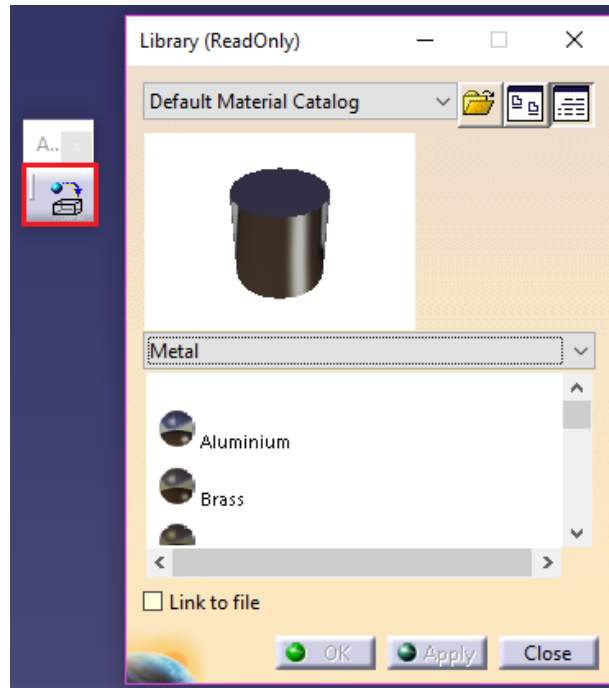 Library (ReadOnly)
Default Material Catalog
A..
Metal
Aluminium
Brass
Link to file
OK
Apply
Close